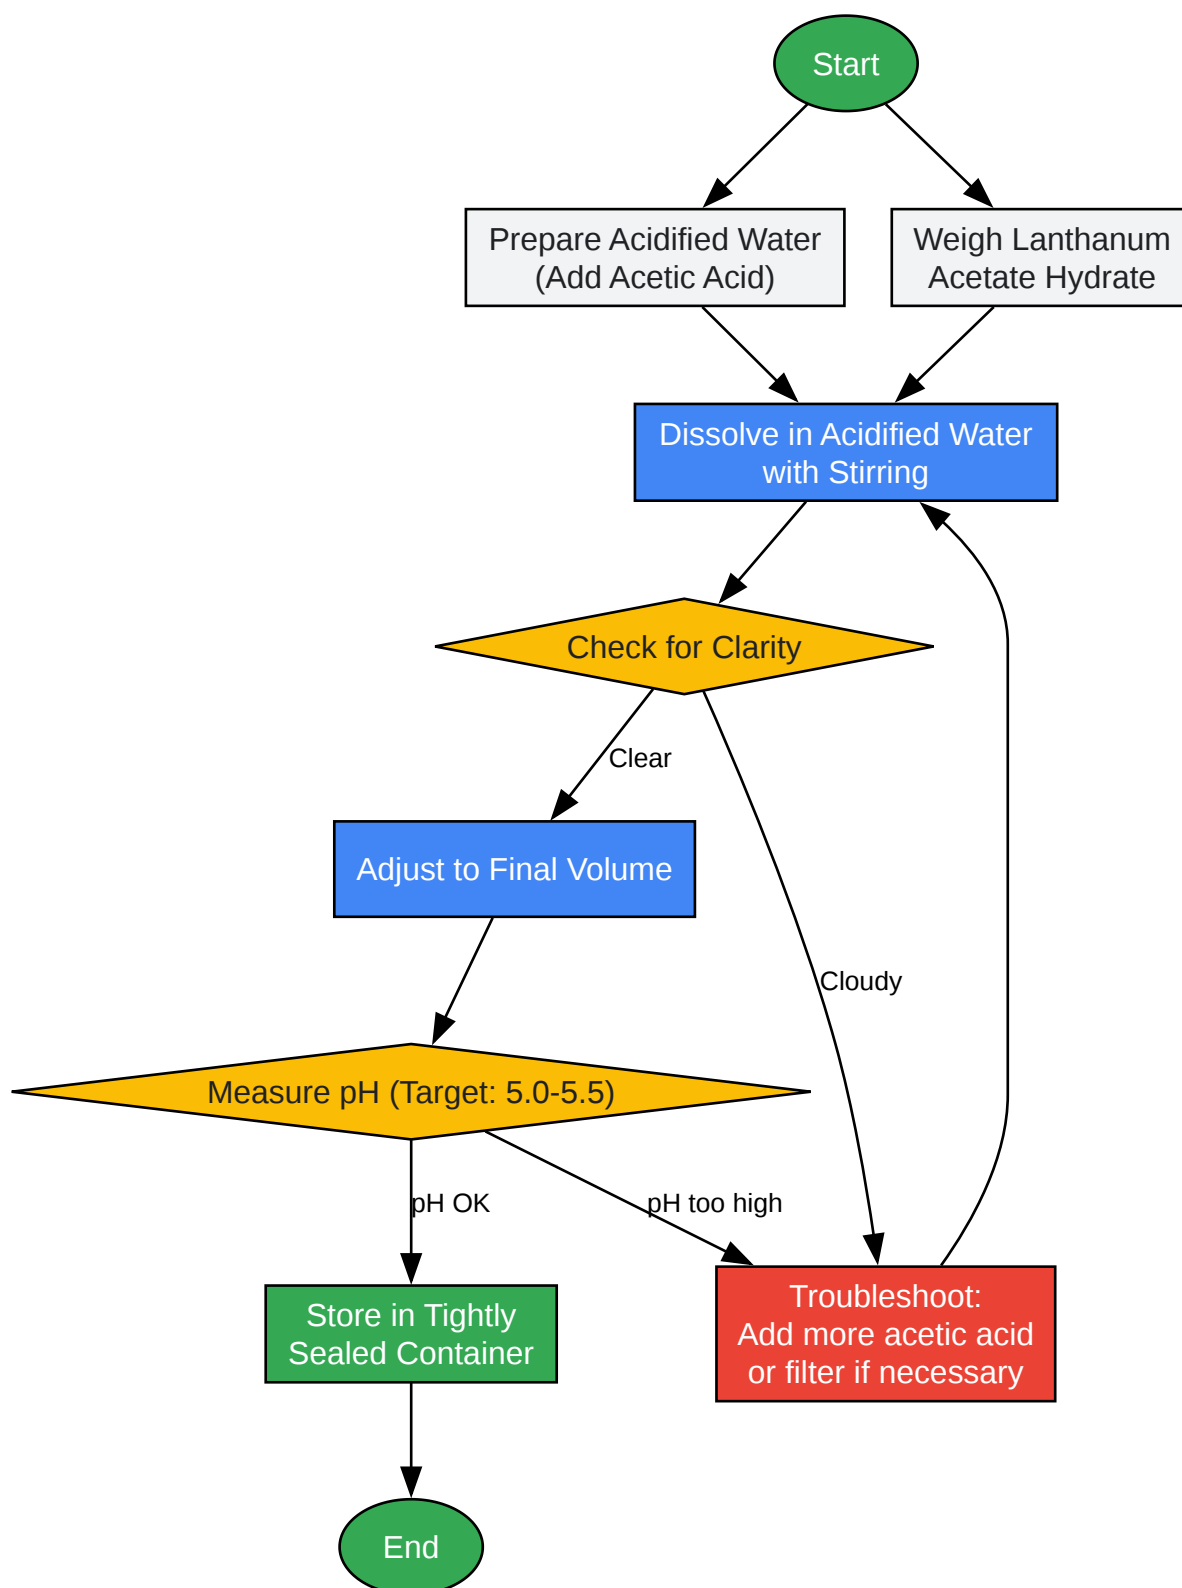 Start
Prepare Acidified Water
(Add Acetic Acid)
Weigh Lanthanum
Acetate Hydrate
Dissolve in Acidified Water
with Stirring
Check for Clarity
Clear
Adjust to Final Volume
Cloudy
Measure pH (Target: 5.0-5.5)
pH OK
pH too high
Store in Tightly
Sealed Container
Troubleshoot:
Add more acetic acid
or filter if necessary
End